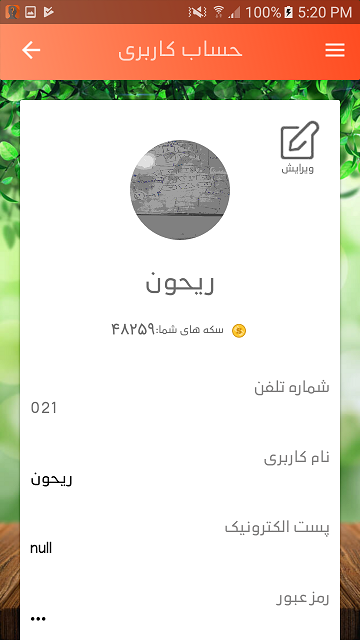 100% 5:20 PM
حساب کاربری
ویرایش
ریحون
سکه های شما:۴۸۲۵۹
شماره تلفن
021
نام کاربری
ریحون
پست الکترونیک
null
رمز عبور
•••